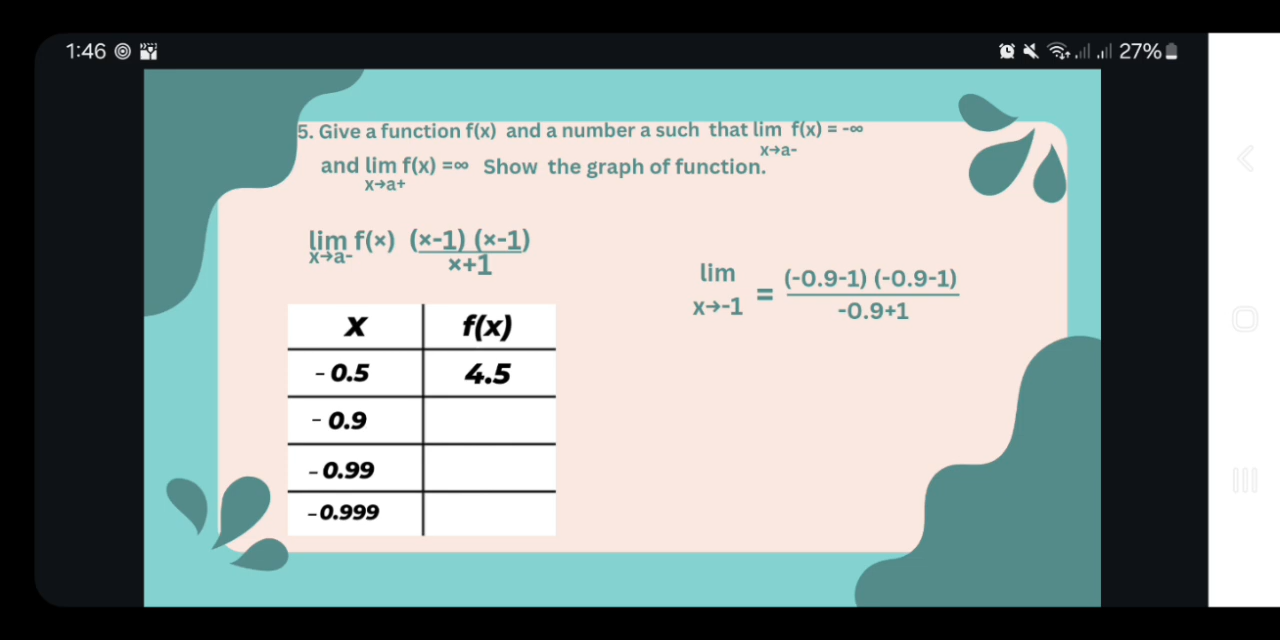 1:46
27%
5. Give a function f(x) and a number a such that lim f(x) = -∞
x→a-
and lim f(x) =∞ Show the graph of function.
x→a+
lim f(×) (×-1) (×-1)
x→a- ×+1
lim = (-0.9-1) (-0.9-1)
x→-1 -0.9+1
X f(x)
- 0.5 4.5
- 0.9
- 0.99
- 0.999